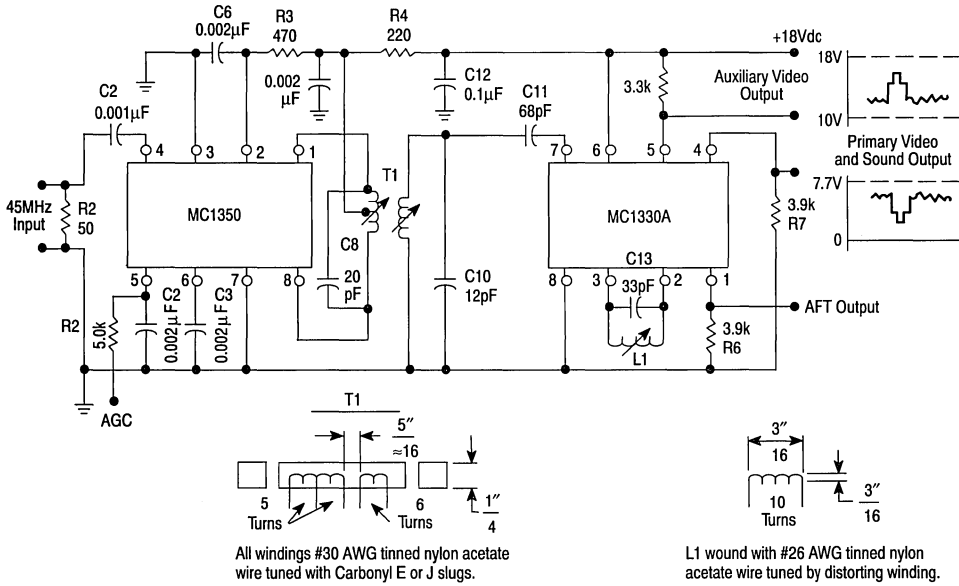 C6
0.002µF
R3
470
R4
220
+18Vdc
18V
C2
0.001µF
0.002
µF
C12
0.1µF
C11
68pF
3.3k
Auxiliary Video
Output
10V
4
3
2
1
7
6
5
4
Primary Video
and Sound Output
7.7V
0
45MHz
Input
R2
50
MC1350
T1
C8
20
pF
C10
12pF
MC1330A
C13
33pF
3.9k
R7
5
6
7
8
8
3
2
1
R2
5.0k
C2
0.002µF
C3
0.002µF
L1
3.9k
R6
AFT Output
AGC
T1
5″
≈16
5
Turns
6
Turns
1″
4
3″
16
10
Turns
3″
16
All windings #30 AWG tinned nylon acetate
wire tuned with Carbonyl E or J slugs.
L1 wound with #26 AWG tinned nylon
acetate wire tuned by distorting winding.